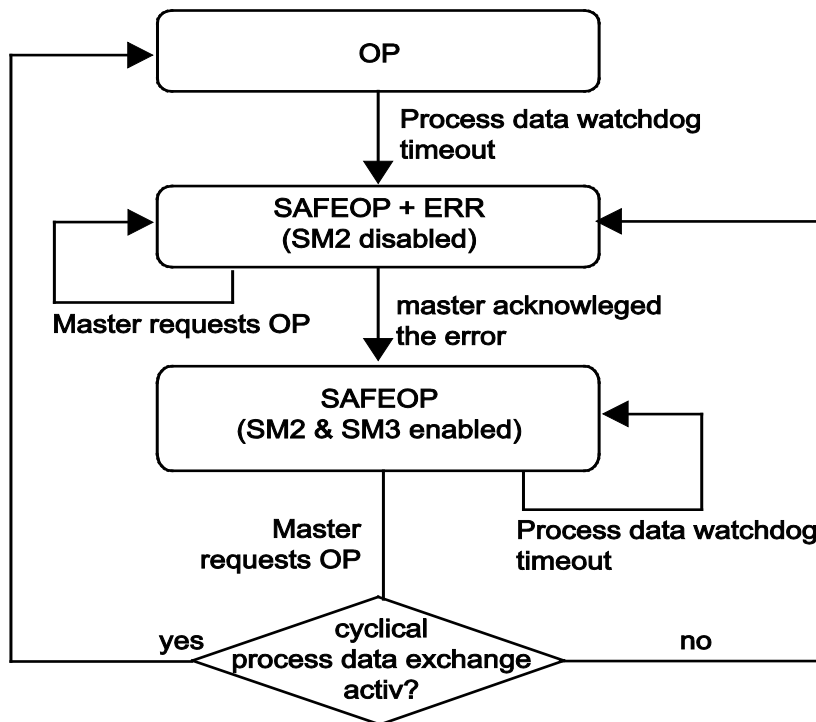 OP
Process data watchdog
timeout
SAFEOP + ERR
(SM2 disabled)
Master requests OP
master acknowleged
the error
SAFEOP
(SM2 & SM3 enabled)
Master
requests OP
Process data watchdog
timeout
yes
cyclical
process data exchange
activ?
no